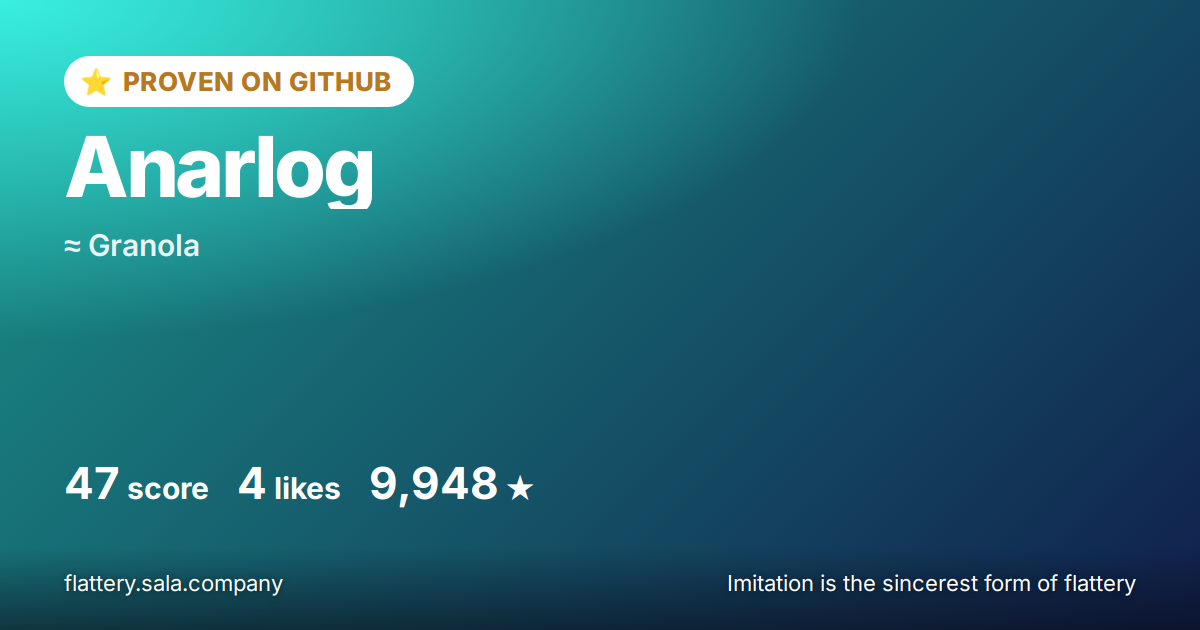 ⭐ PROVEN ON GITHUB
Anarlog
≈ Granola
47 score 4 likes 9,948 ★
flattery.sala.company
Imitation is the sincerest form of flattery